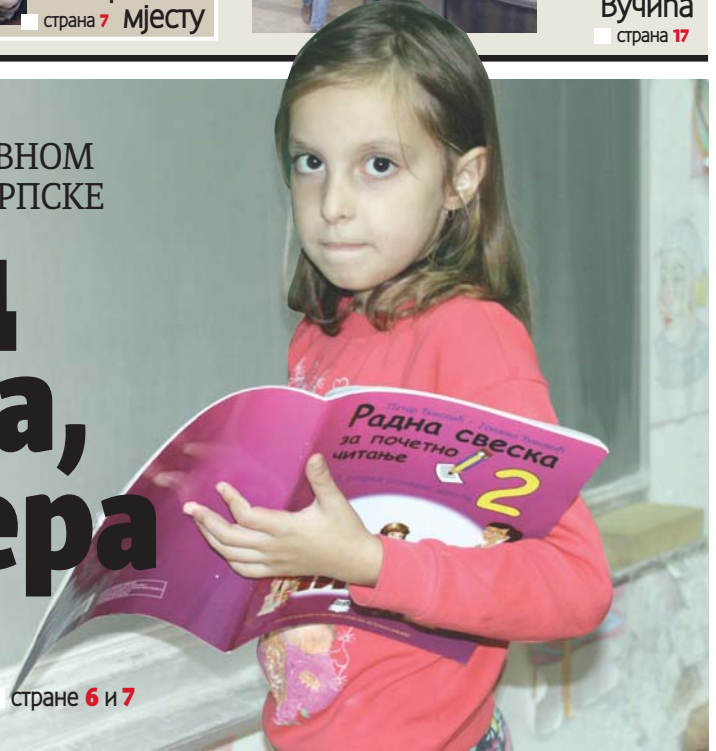 страна 7 мјесту
Вучића
страна 17
ВНОМ
РПСКЕ
а,
ера
Радна свеска
за почетно
читање
2
стране 6 и 7